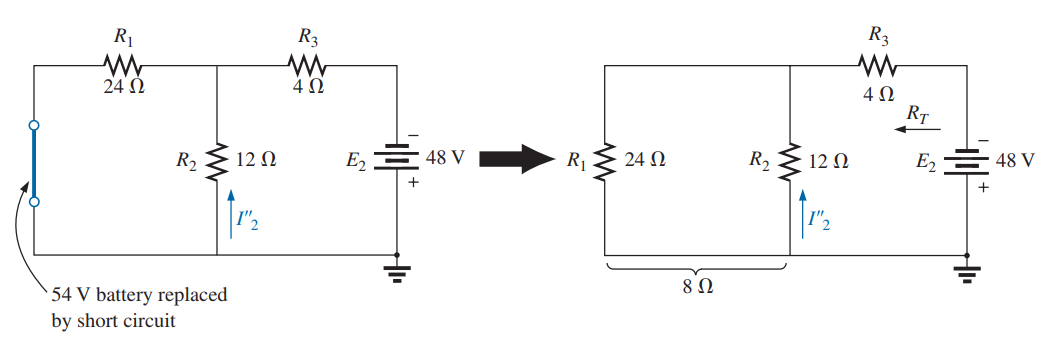 R₁
24 Ω
R₃
4 Ω
R₂
12 Ω
I″₂
E₂
−
48 V
+
54 V battery replaced
by short circuit
R₁
24 Ω
R₂
12 Ω
I″₂
R₃
4 Ω
R_T
E₂
−
48 V
+
8 Ω